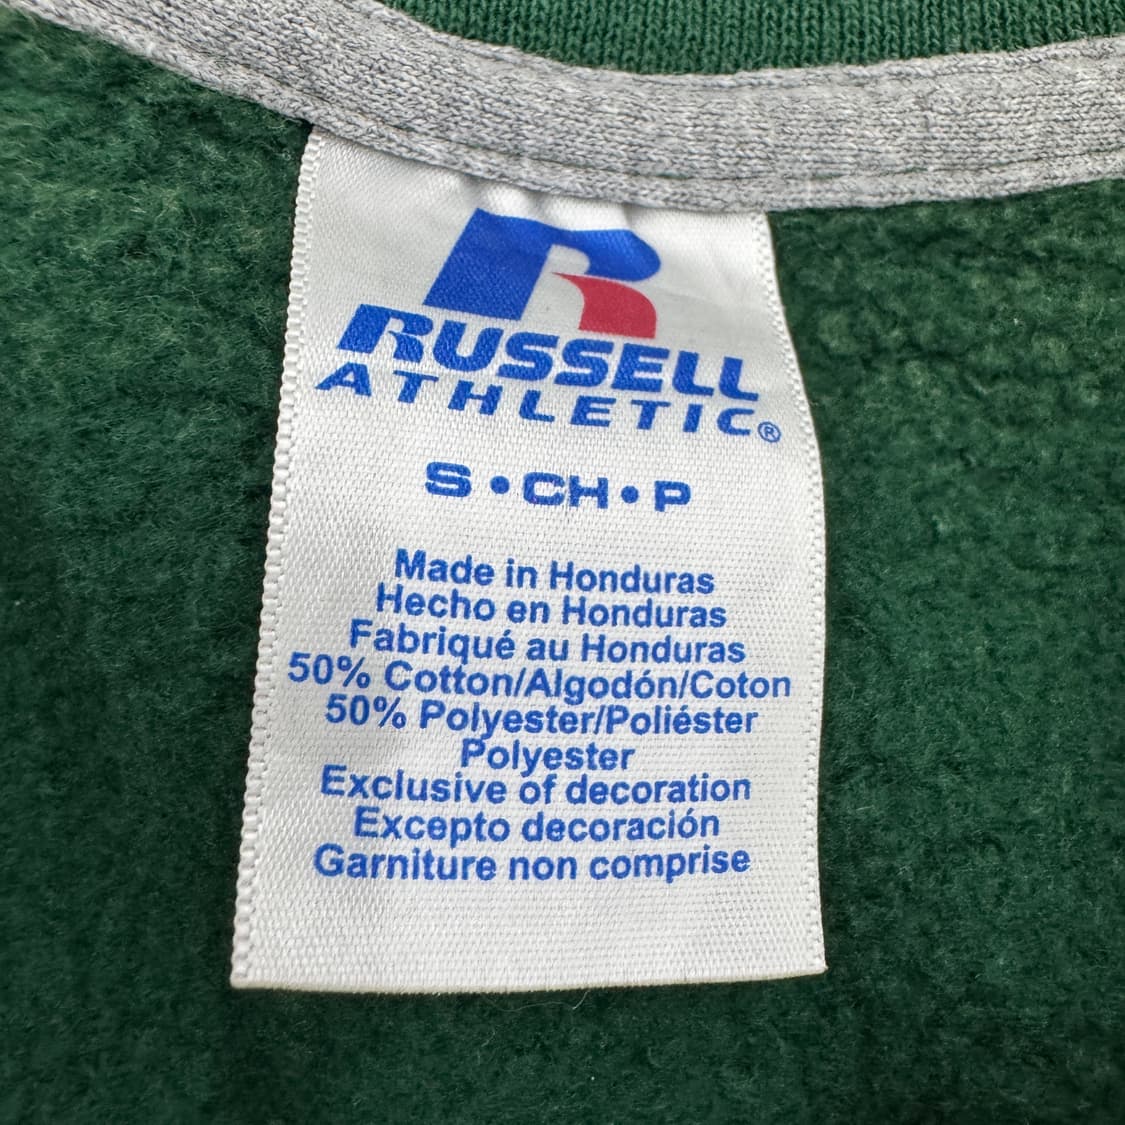 RUSSELL
ATHLETIC®
S•CH•P
Made in Honduras
Hecho en Honduras
Fabriqué au Honduras
50% Cotton/Algodón/Coton
50% Polyester/Poliéster
Polyester
Exclusive of decoration
Excepto decoración
Garniture non comprise